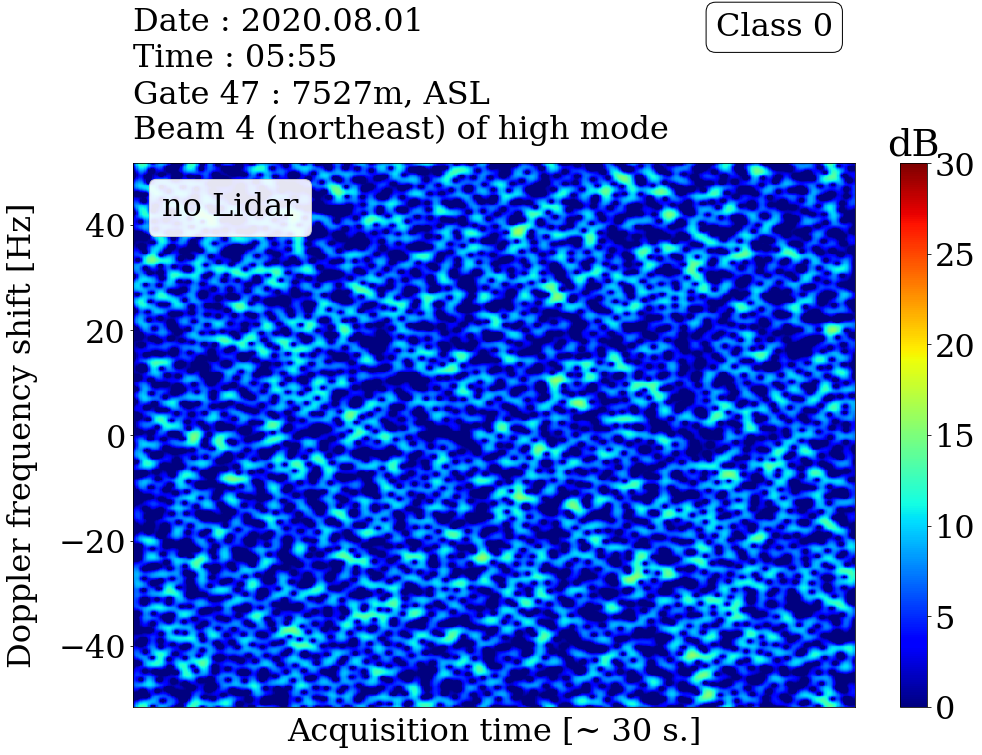 Date : 2020.08.01
Time : 05:55
Gate 47 : 7527m, ASL
Beam 4 (northeast) of high mode
Class 0
dB
no Lidar
Doppler frequency shift [Hz]
40
20
0
−20
−40
30
25
20
15
10
5
0
Acquisition time [~ 30 s.]